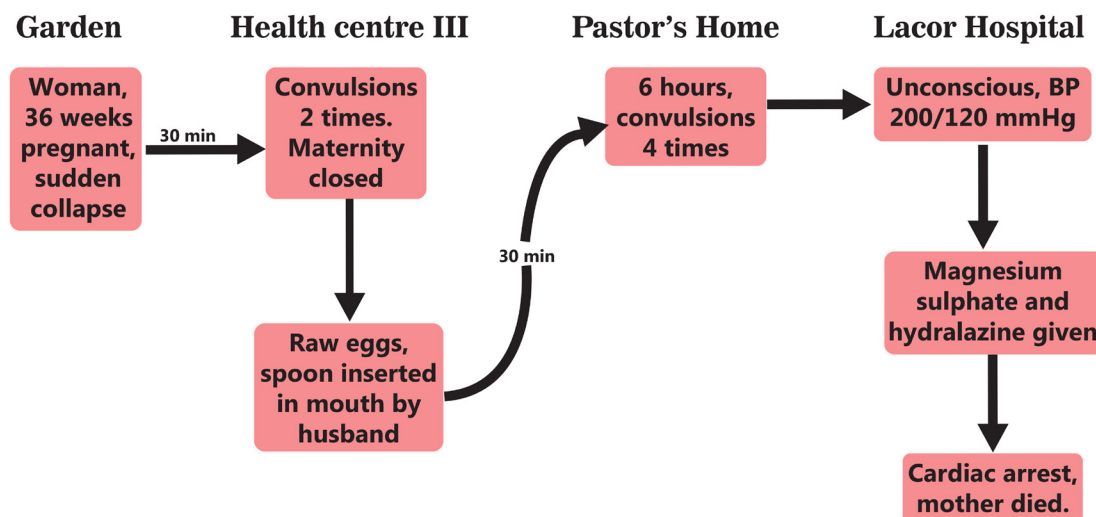 Garden
Woman,
36 weeks
pregnant,
sudden
collapse
30 min
Health centre III
Convulsions
2 times.
Maternity
closed
Raw eggs,
spoon inserted
in mouth by
husband
30 min
Pastor’s Home
6 hours,
convulsions
4 times
Lacor Hospital
Unconscious, BP
200/120 mmHg
Magnesium
sulphate and
hydralazine given
Cardiac arrest,
mother died.